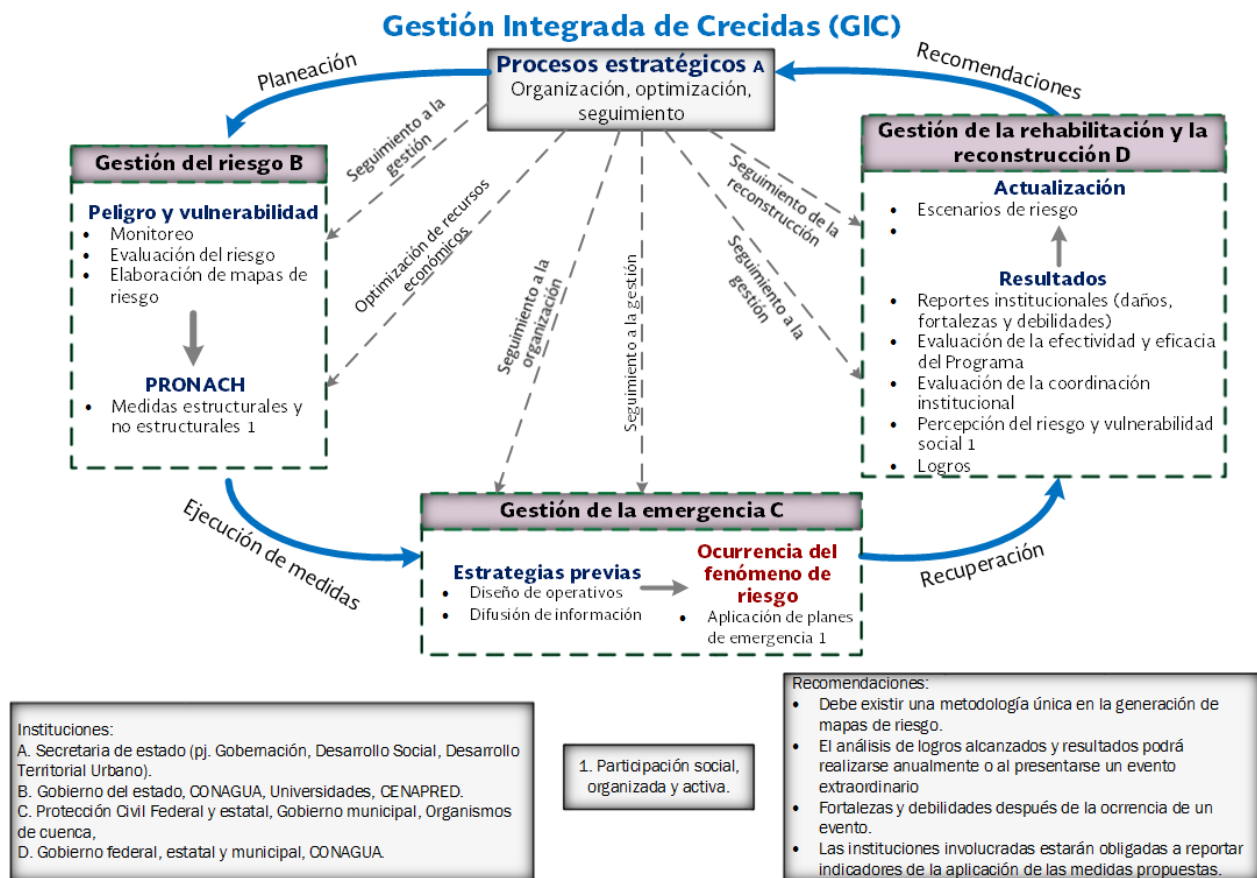 Gestión Integrada de Crecidas (GIC)
Planeación
Procesos estratégicos A
Organización, optimización,
seguimiento
Recomendaciones
Gestión del riesgo B
Peligro y vulnerabilidad
• Monitoreo
• Evaluación del riesgo
• Elaboración de mapas de
riesgo
PRONACH
• Medidas estructurales y
no estructurales 1
Seguimiento a la
gestión
Optimización de recursos
económicos
Seguimiento a la
organización
Seguimiento a la gestión
Seguimiento de la
reconstrucción
Seguimiento a la
gestión
Gestión de la rehabilitación y la
reconstrucción D
Actualización
• Escenarios de riesgo
•
Resultados
• Reportes institucionales (daños,
fortalezas y debilidades)
• Evaluación de la efectividad y eficacia
del Programa
• Evaluación de la coordinación
institucional
• Percepción del riesgo y vulnerabilidad
social 1
• Logros
Ejecución de
medidas
Gestión de la emergencia C
Estrategias previas
• Diseño de operativos
• Difusión de información
Ocurrencia del
fenómeno de
riesgo
• Aplicación de planes
de emergencia 1
Recuperación
Instituciones:
A. Secretaria de estado (pj. Gobernación, Desarrollo Social, Desarrollo
Territorial Urbano).
B. Gobierno del estado, CONAGUA, Universidades, CENAPRED.
C. Protección Civil Federal y estatal, Gobierno municipal, Organismos
de cuenca,
D. Gobierno federal, estatal y municipal, CONAGUA.
1. Participación social,
organizada y activa.
Recomendaciones:
• Debe existir una metodología única en la generación de
mapas de riesgo.
• El análisis de logros alcanzados y resultados podrá
realizarse anualmente o al presentarse un evento
extraordinario
• Fortalezas y debilidades después de la ocrrencia de un
evento.
• Las instituciones involucradas estarán obligadas a reportar
indicadores de la aplicación de las medidas propuestas.